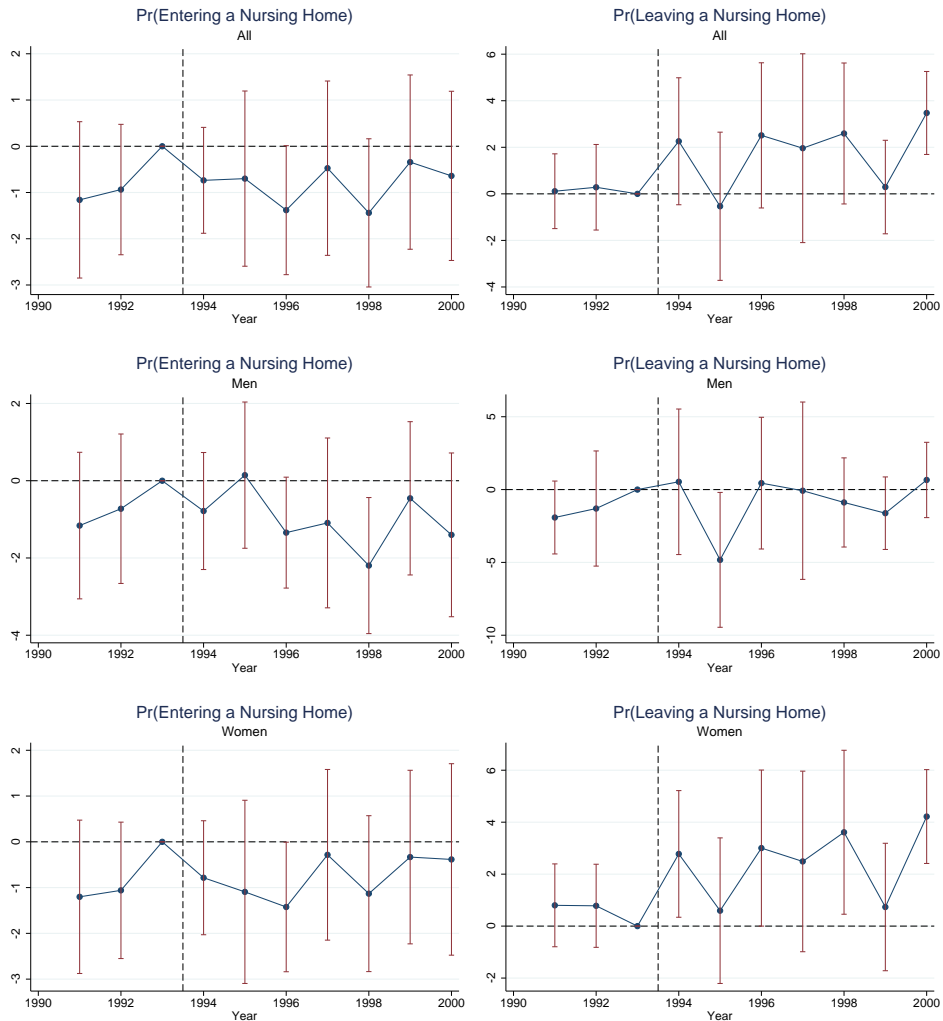 Pr(Entering a Nursing Home)
All
2
1
0
-1
-2
-3
1990 1992 1994 1996 1998 2000
Year
Pr(Leaving a Nursing Home)
All
6
4
2
0
-2
-4
1990 1992 1994 1996 1998 2000
Year
Pr(Entering a Nursing Home)
Men
2
0
-2
-4
1990 1992 1994 1996 1998 2000
Year
Pr(Leaving a Nursing Home)
Men
5
0
-5
-10
1990 1992 1994 1996 1998 2000
Year
Pr(Entering a Nursing Home)
Women
2
1
0
-1
-2
-3
1990 1992 1994 1996 1998 2000
Year
Pr(Leaving a Nursing Home)
Women
6
4
2
0
-2
1990 1992 1994 1996 1998 2000
Year